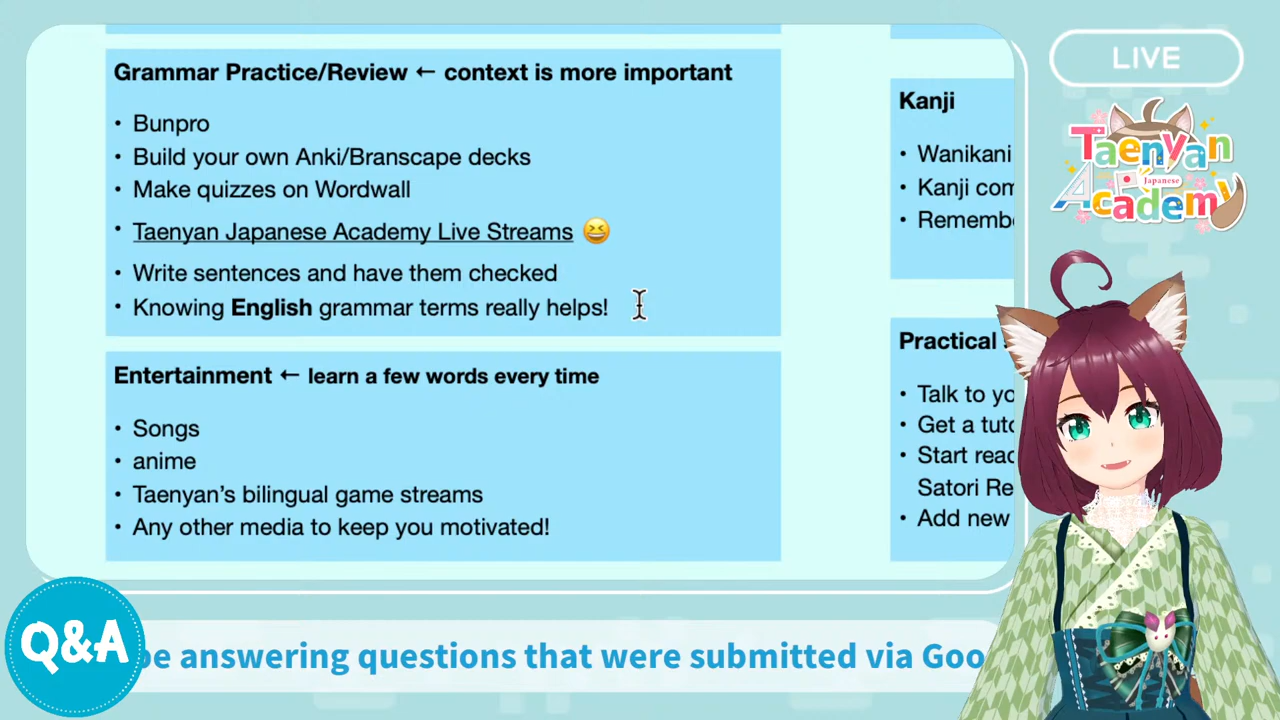 Grammar Practice/Review ← context is more important
• Bunpro
• Build your own Anki/Branscape decks
• Make quizzes on Wordwall
• Taenyan Japanese Academy Live Streams 😆
• Write sentences and have them checked
• Knowing English grammar terms really helps!
Entertainment ← learn a few words every time
• Songs
• anime
• Taenyan's bilingual game streams
• Any other media to keep you motivated!
Kanji
• Wanikani
• Kanji com
• Rememb
Practical
• Talk to yo
• Get a tuto
• Start read
Satori Re
• Add new
LIVE
Taenyan
Japanese
Academy
Q&A
be answering questions that were submitted via Goo